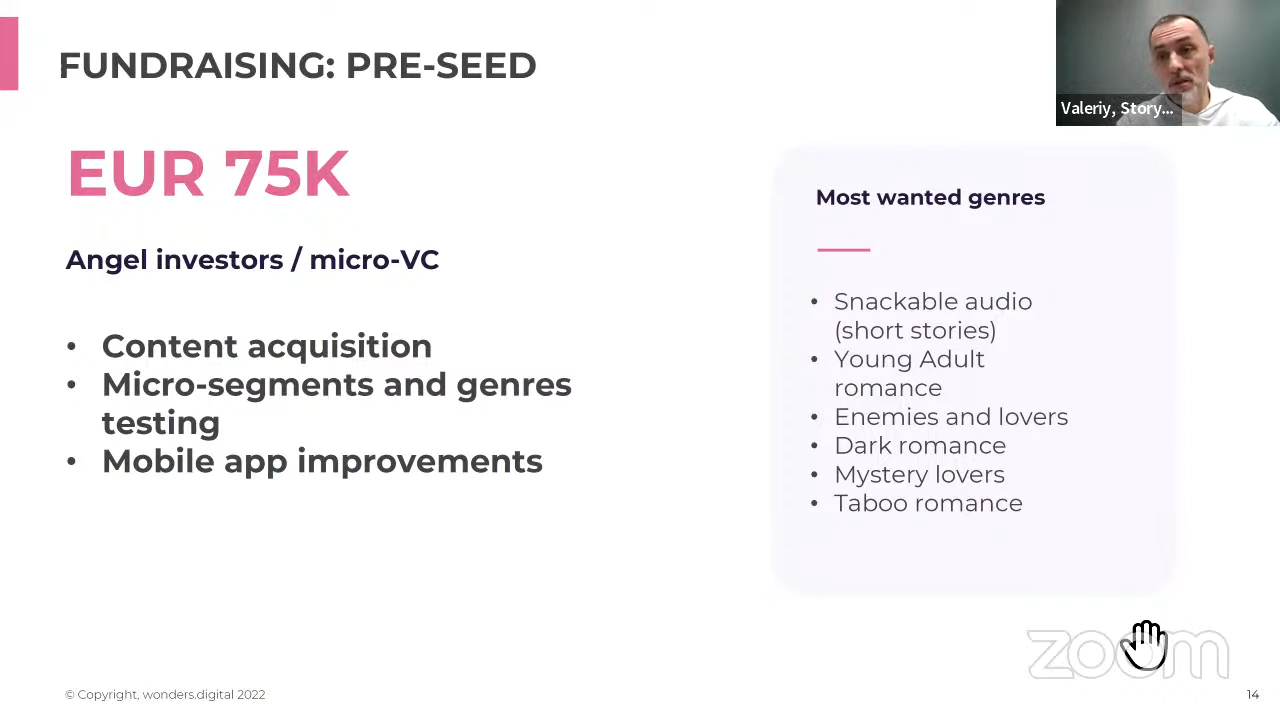 FUNDRAISING: PRE-SEED
Valeriy, Story...
EUR 75K
Angel investors / micro-VC
• Content acquisition
• Micro-segments and genres
testing
• Mobile app improvements
Most wanted genres
• Snackable audio
(short stories)
• Young Adult
romance
• Enemies and lovers
• Dark romance
• Mystery lovers
• Taboo romance
zoom
© Copyright, wonders.digital 2022
14